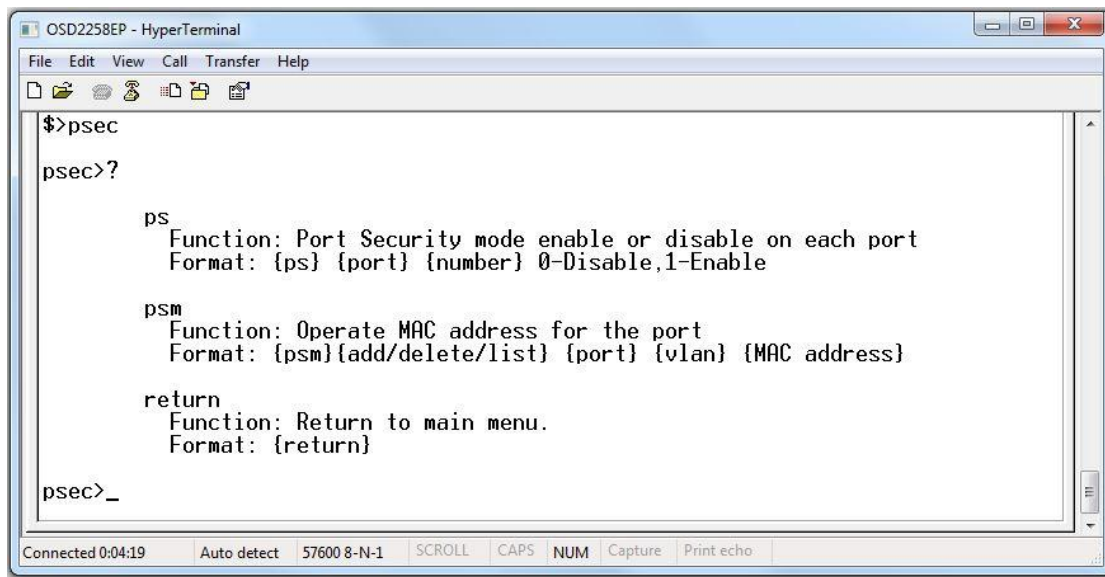 OSD2258EP - HyperTerminal
File Edit View Call Transfer Help
$>psec
psec>?
ps
Function: Port Security mode enable or disable on each port
Format: {ps} {port} {number} 0-Disable,1-Enable
psm
Function: Operate MAC address for the port
Format: {psm}{add/delete/list} {port} {vlan} {MAC address}
return
Function: Return to main menu.
Format: {return}
psec>_
Connected 0:04:19 Auto detect 57600 8-N-1 SCROLL CAPS NUM Capture Print echo